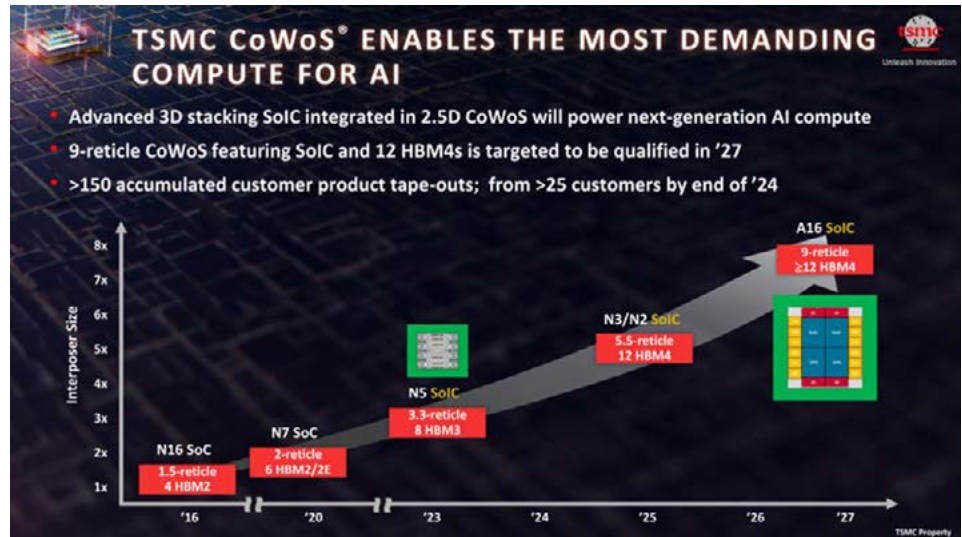 TSMC CoWoS® ENABLES THE MOST DEMANDING
COMPUTE FOR AI
tsmc
Unleash Innovation
• Advanced 3D stacking SoIC integrated in 2.5D CoWoS will power next-generation AI compute
• 9-reticle CoWoS featuring SoIC and 12 HBM4s is targeted to be qualified in ’27
• >150 accumulated customer product tape-outs; from >25 customers by end of ’24
Interposer Size
8x
7x
6x
5x
4x
3x
2x
1x
N16 SoC
1.5-reticle
4 HBM2
N7 SoC
2-reticle
6 HBM2/2E
N5 SoIC
3.3-reticle
8 HBM3
N3/N2 SoIC
5.5-reticle
12 HBM4
A16 SoIC
9-reticle
≥12 HBM4
’16
’20
’23
’24
’25
’26
’27
TSMC Property